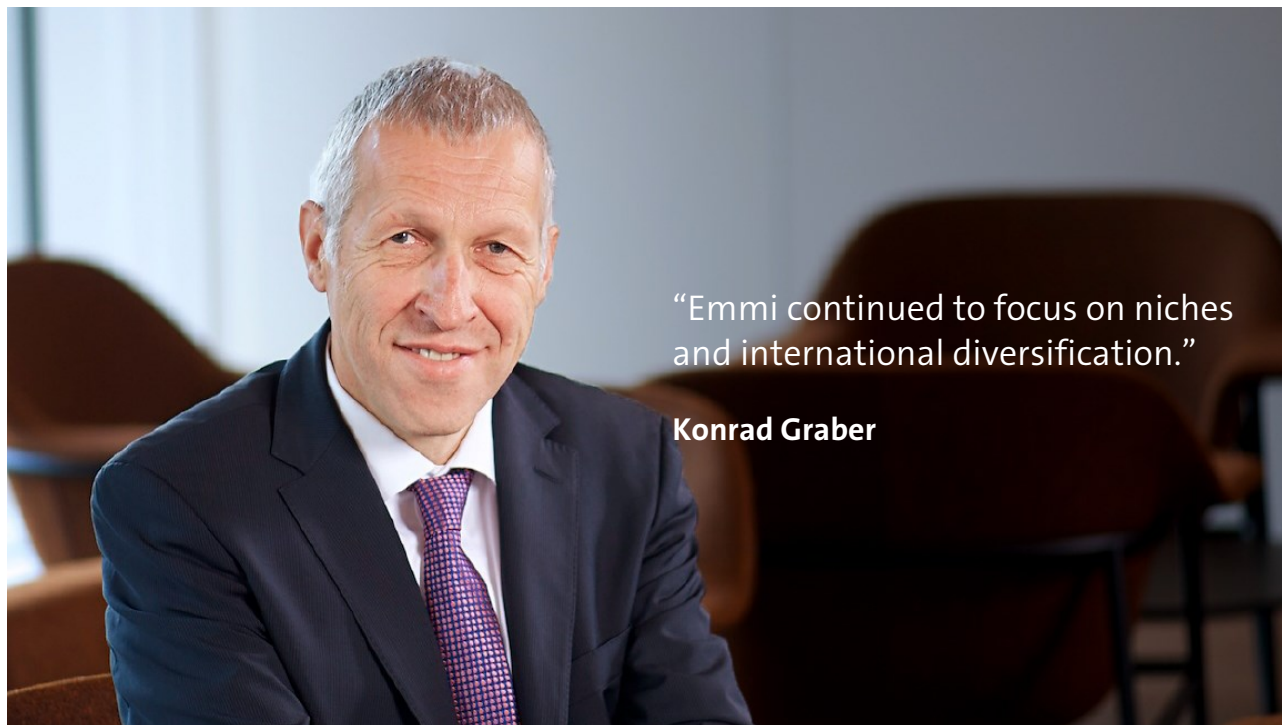 “Emmi continued to focus on niches
and international diversification.”
Konrad Graber